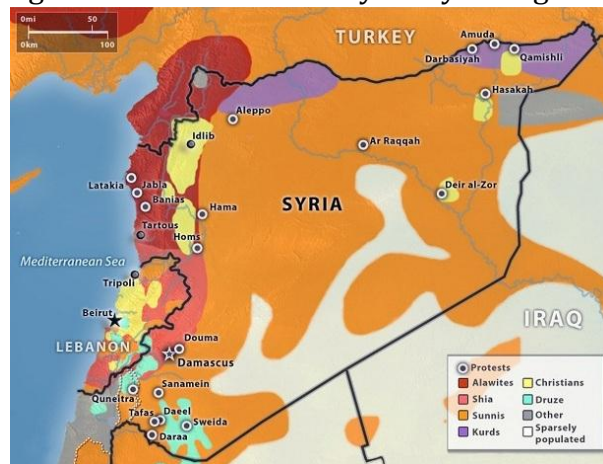 0mi 50
0km 100
TURKEY
Amuda
Darbasiyah
Qamishli
Hasakah
Aleppo
Idlib
Ar Raqqah
Latakia
Jabla
Banias
Deir al-Zor
SYRIA
Hama
Tartous
Homs
Mediterranean Sea
Tripoli
Beirut
IRAQ
LEBANON
Douma
Damascus
Quneitra
Sanamein
Tafas
Daeel
Sweida
Daraa
Protests
Alawites
Shia
Sunnis
Kurds
Christians
Druze
Other
Sparsely
populated